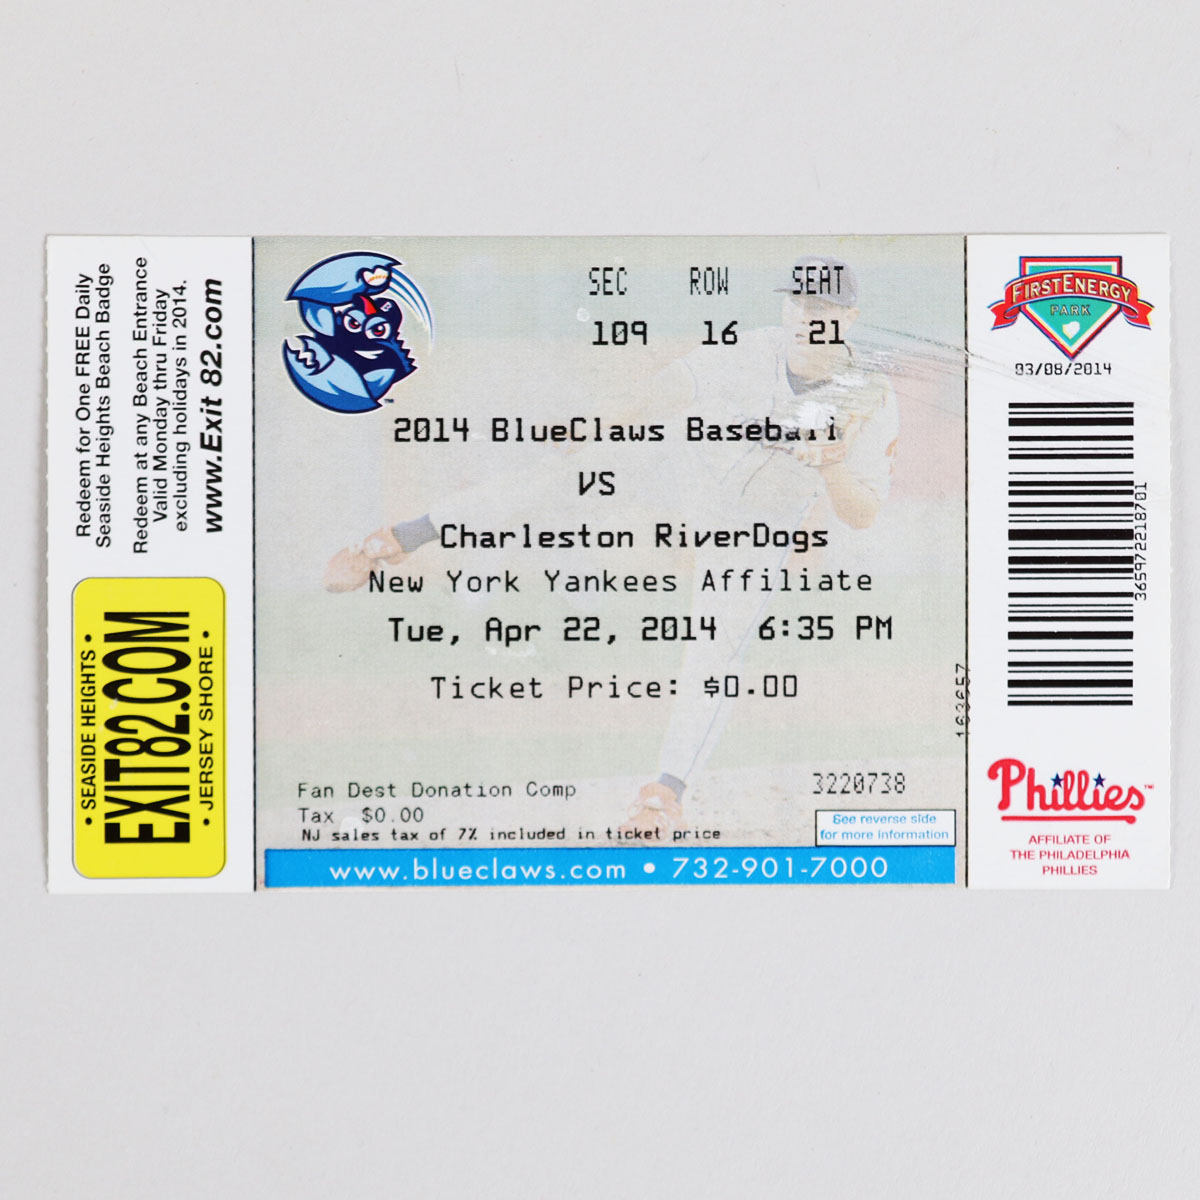 Redeem for One FREE Daily
Seaside Heights Beach Badge
Redeem at any Beach Entrance
Valid Monday thru Friday
excluding holidays in 2014.
www.Exit 82.com
• SEASIDE HEIGHTS •
EXIT82.COM
• JERSEY SHORE •
SEC ROW SEAT
109 16 21
2014 BlueClaws Baseball
VS
Charleston RiverDogs
New York Yankees Affiliate
Tue, Apr 22, 2014 6:35 PM
Ticket Price: $0.00
Fan Dest Donation Comp
3220738
Tax $0.00
NJ sales tax of 7% included in ticket price
See reverse side
for more information
www.blueclaws.com • 732-901-7000
163657
B
™
FIRSTENERGY
PARK
03/08/2014
365972218701
Phillies™
AFFILIATE OF
THE PHILADELPHIA
PHILLIES